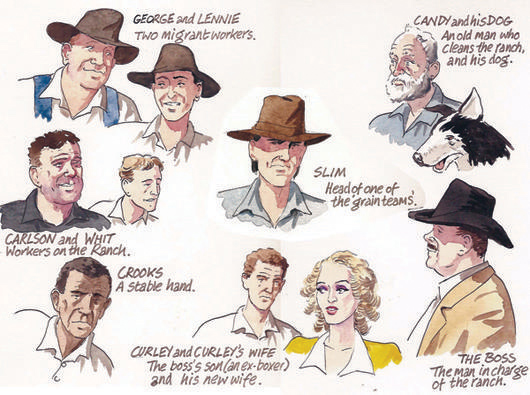 GEORGE and LENNIE
TWO migrant workers.
CANDY and his DOG
An old man who
cleans the ranch,
and his dog.
SLIM
Head of one of
the 'grain teams'.
CARLSON and WHIT
Workers on the Ranch.
CROOKS
A stable hand.
CURLEY and CURLEY'S WIFE
The boss's son (an ex-boxer)
and his new wife.
THE BOSS
The man in charge
of the ranch.